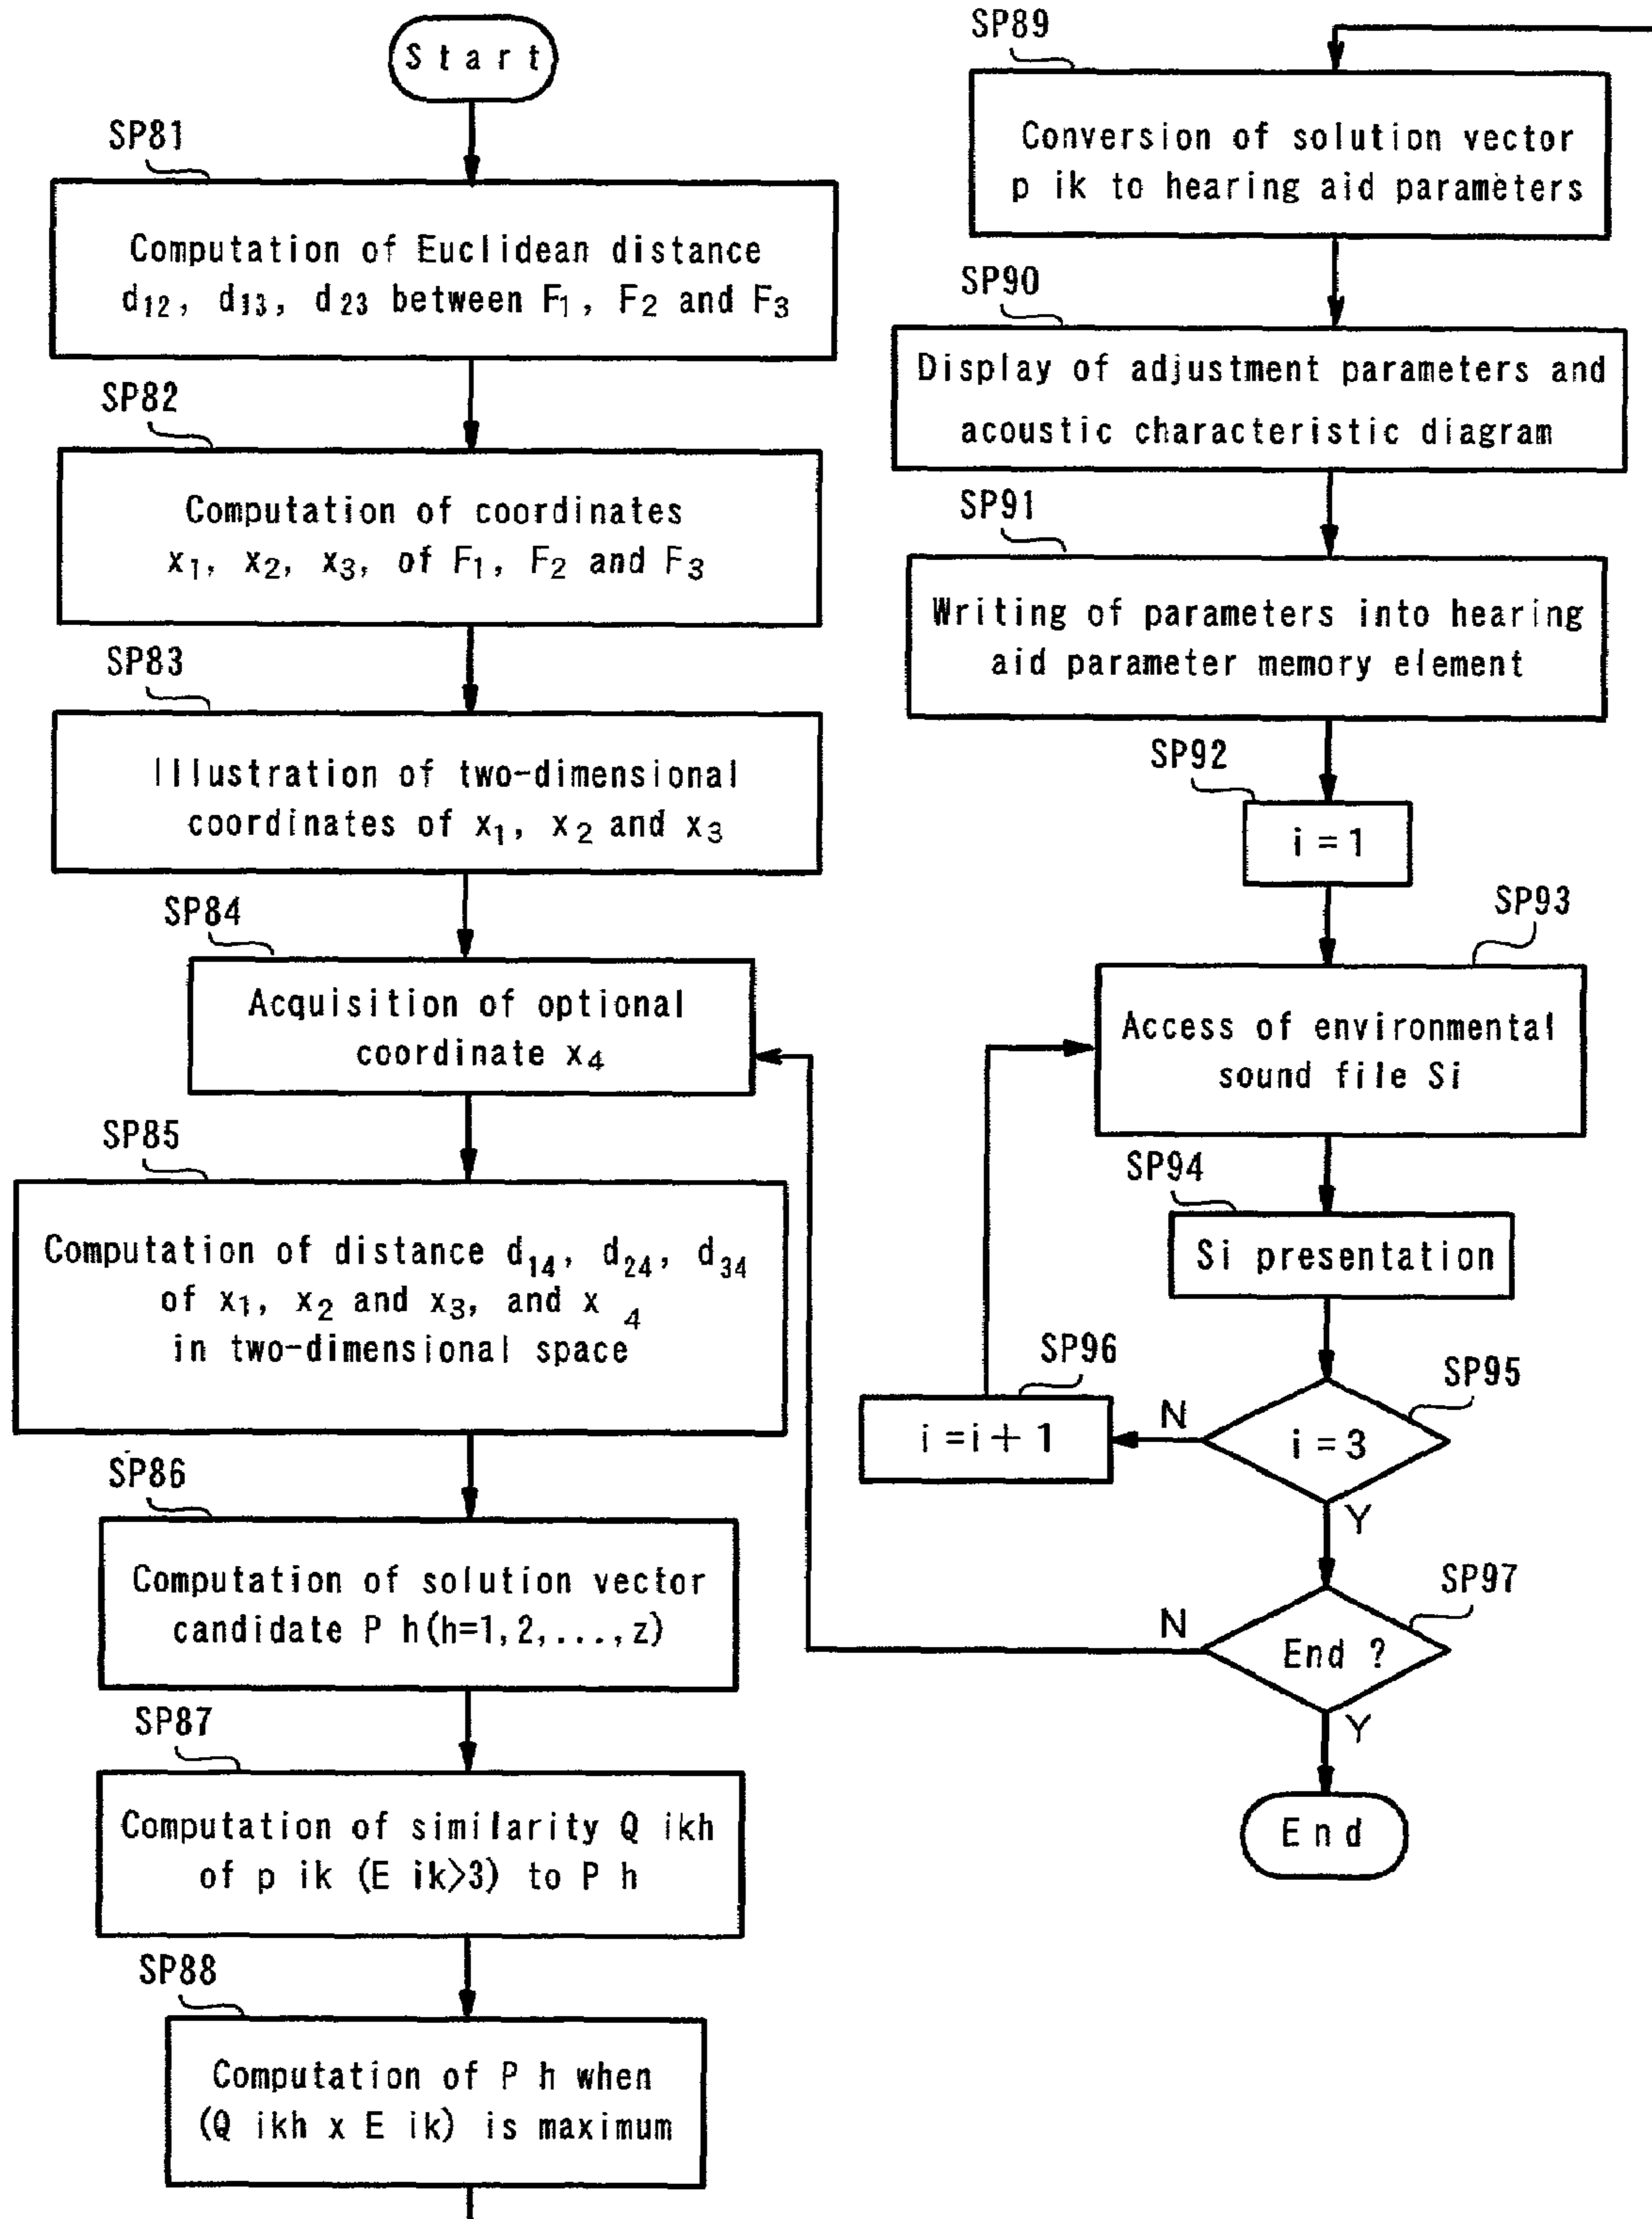 Start
SP81
Computation of Euclidean distance
d12, d13, d23 between F1, F2 and F3
SP82
Computation of coordinates
x1, x2, x3, of F1, F2 and F3
SP83
Illustration of two-dimensional
coordinates of x1, x2 and x3
SP84
Acquisition of optional
coordinate x4
SP85
Computation of distance d14, d24, d34
of x1, x2 and x3, and x 4
in two-dimensional space
SP86
Computation of solution vector
candidate P h(h=1, 2, ..., z)
SP87
Computation of similarity Q ikh
of p ik (E ik>3) to P h
SP88
Computation of P h when
(Q ikh x E ik) is maximum
SP89
Conversion of solution vector
p ik to hearing aid parameters
SP90
Display of adjustment parameters and
acoustic characteristic diagram
SP91
Writing of parameters into hearing
aid parameter memory element
SP92
i = 1
SP93
Access of environmental
sound file Si
SP94
Si presentation
SP95
i = 3
N
SP96
i = i + 1
Y
SP97
End ?
N
Y
End